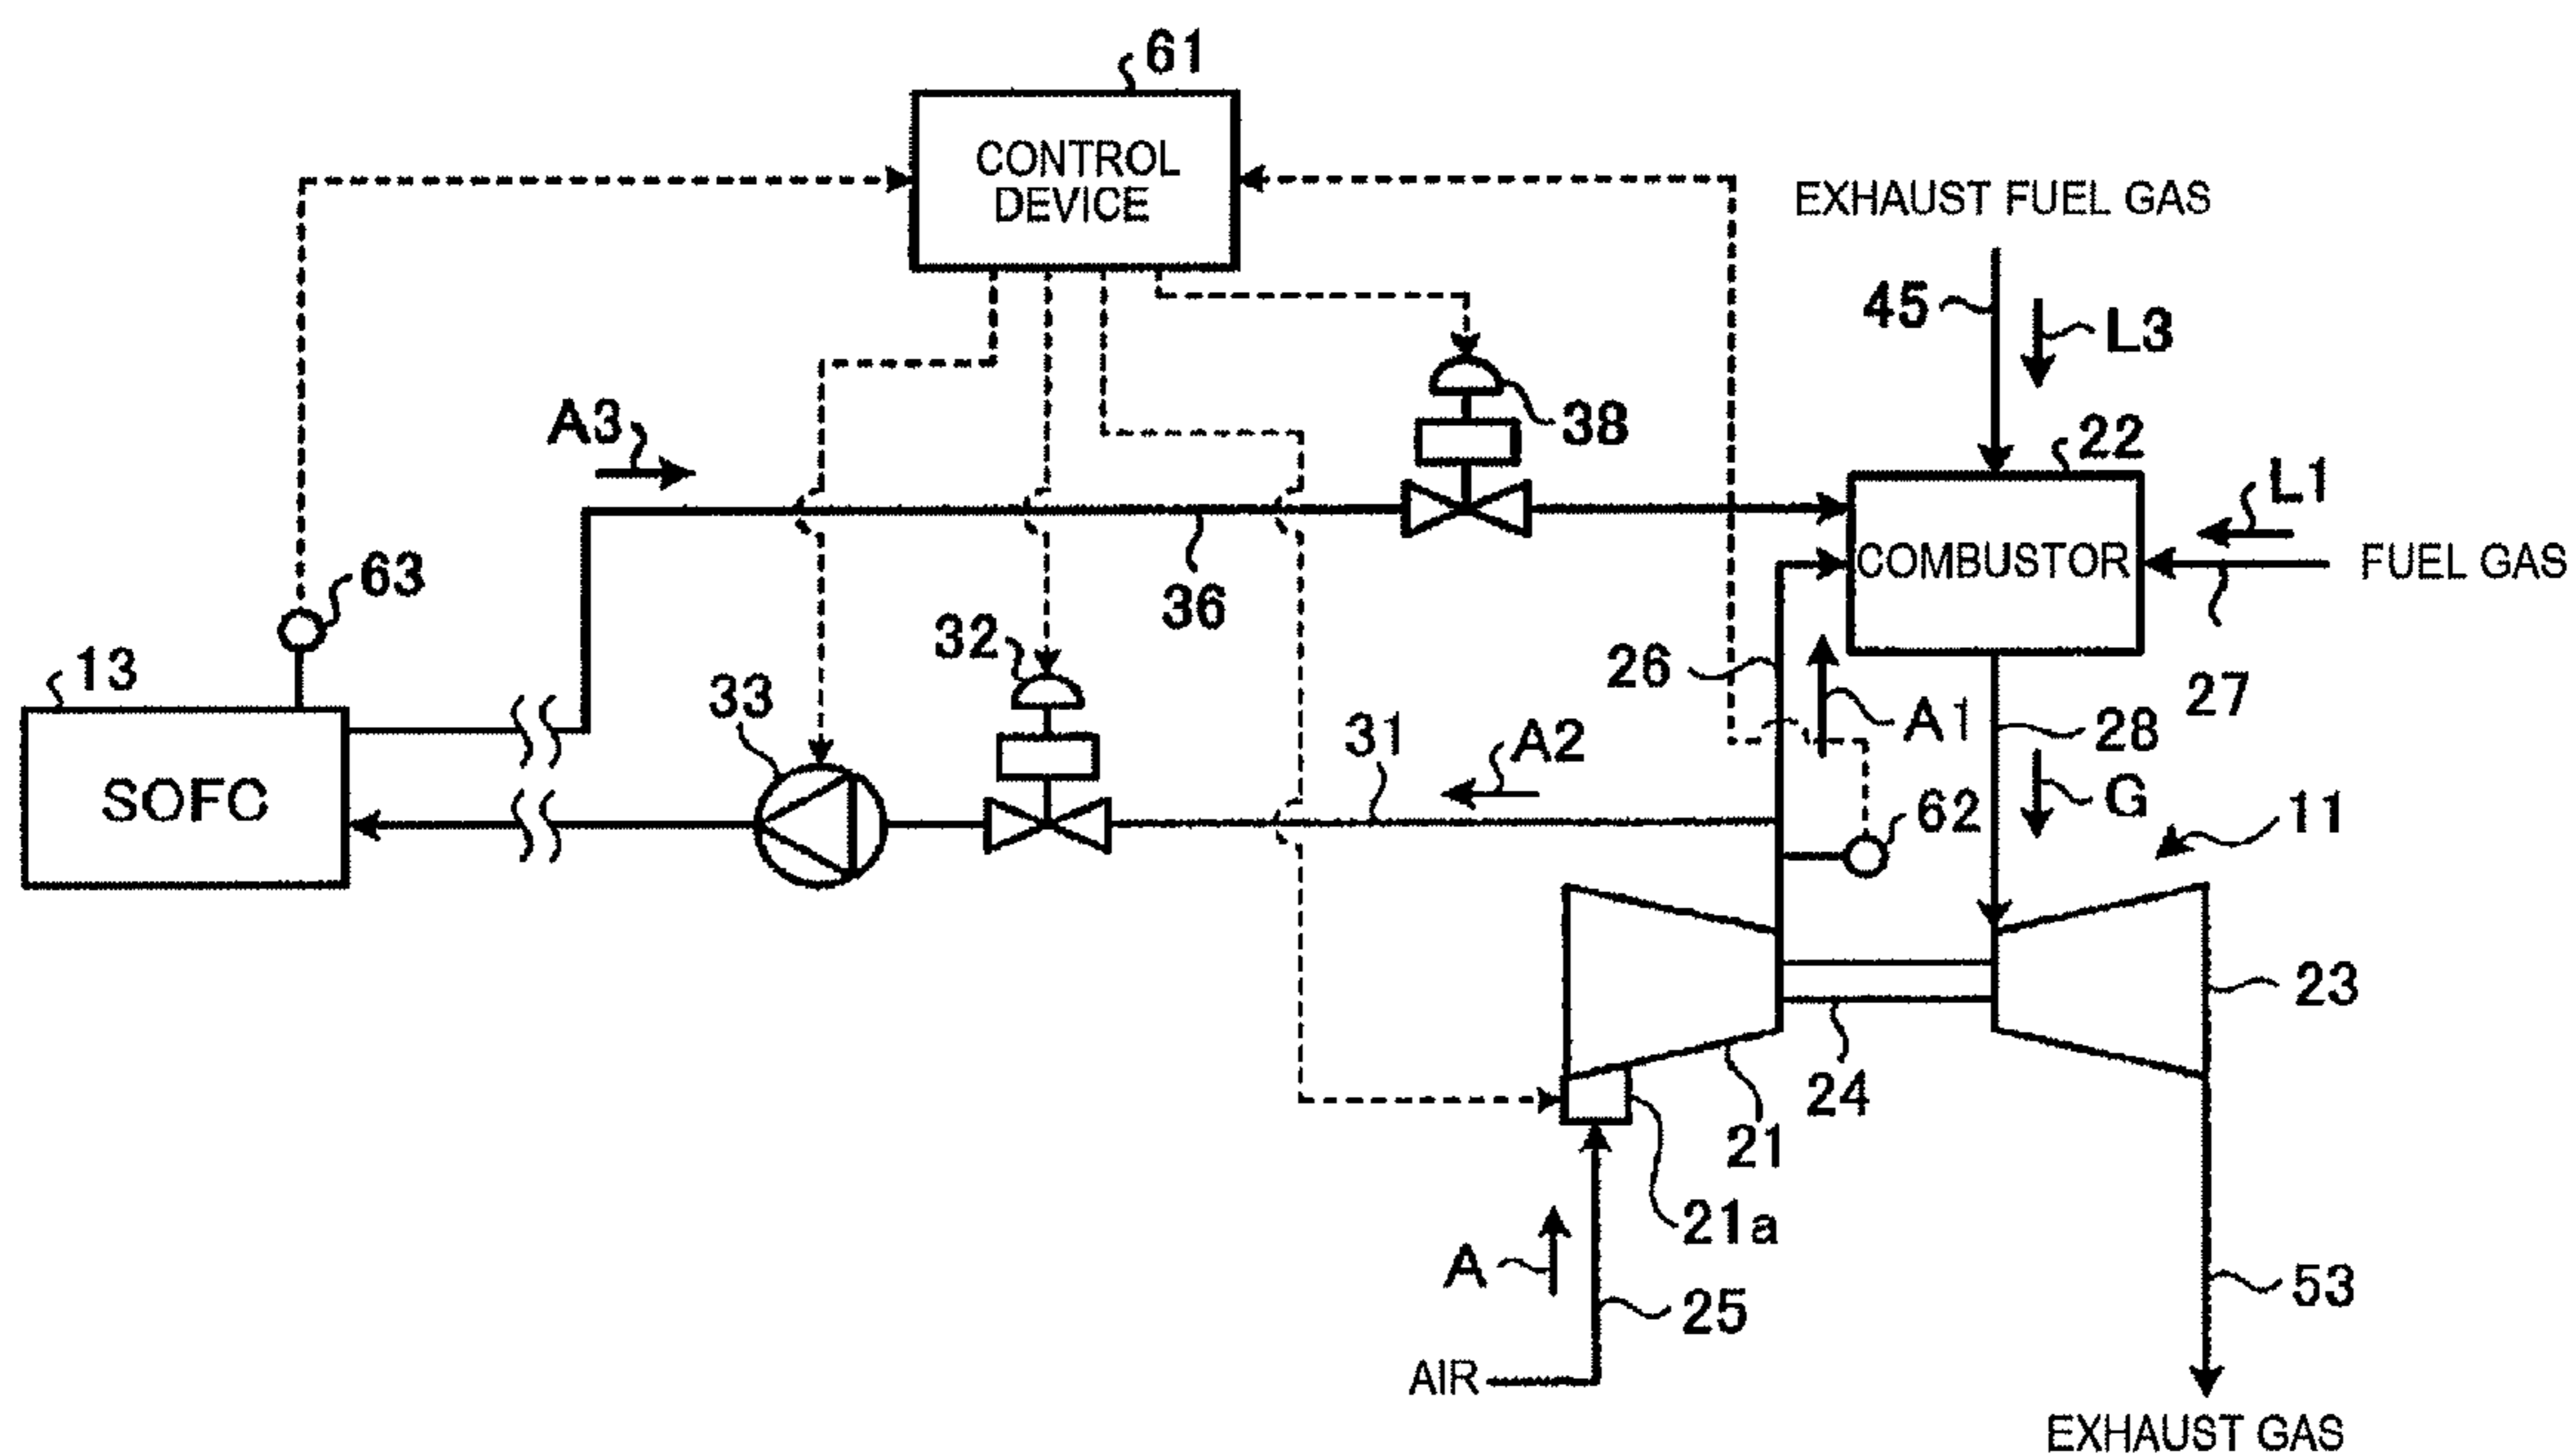 61
CONTROL
DEVICE
EXHAUST FUEL GAS
45
L3
A3
38
22
L1
COMBUSTOR
FUEL GAS
63
36
32
26
13
33
27
A1
28
31
A2
SOFC
G
62
11
23
24
21
21a
A
25
53
AIR
EXHAUST GAS